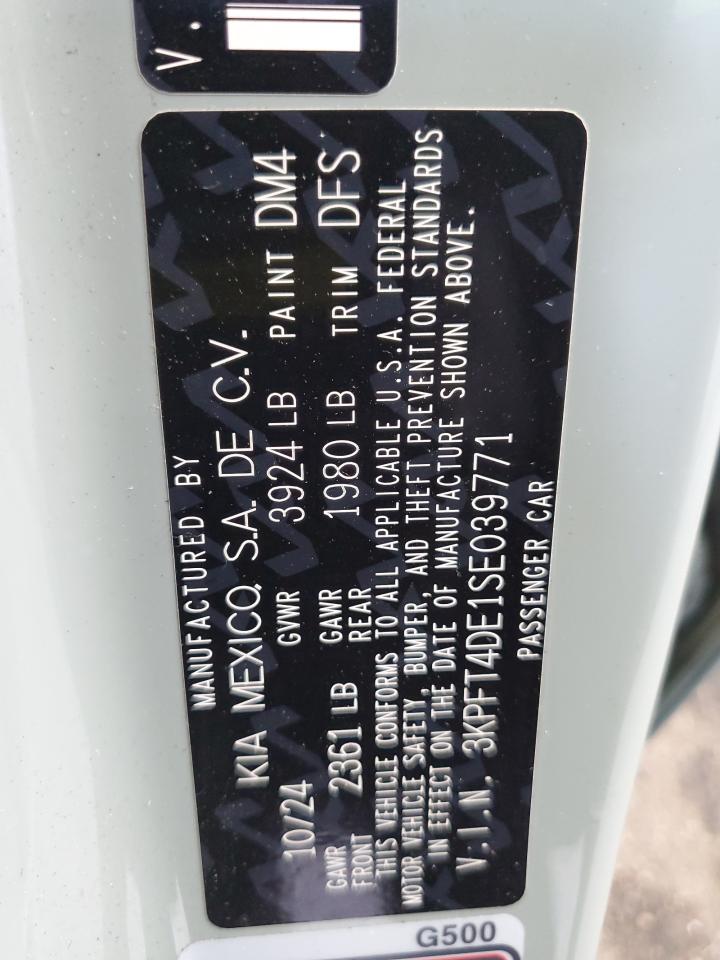 V.
MANUFACTURED BY
KIA MEXICO, S.A. DE C.V.
10/24 GVWR 3924 LB PAINT DM4
GAWR FRONT 2361 LB GAWR REAR 1980 LB TRIM DFS
THIS VEHICLE CONFORMS TO ALL APPLICABLE U.S.A. FEDERAL
MOTOR VEHICLE SAFETY, BUMPER, AND THEFT PREVENTION STANDARDS
IN EFFECT ON THE DATE OF MANUFACTURE SHOWN ABOVE.
V.I.N. 3KPFT4DE1SE039771
PASSENGER CAR
G500